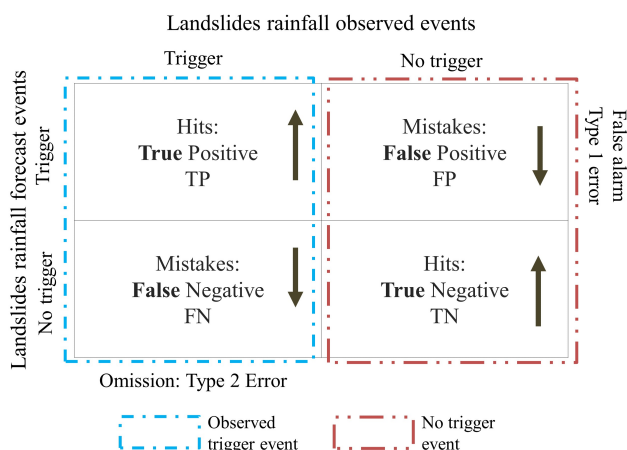 Landslides rainfall observed events
Trigger
No trigger
Landslides rainfall forecast events
Trigger
No trigger
Hits:
True Positive
TP
Mistakes:
False Positive
FP
False alarm
Type 1 error
Mistakes:
False Negative
FN
Hits:
True Negative
TN
Omission: Type 2 Error
Observed
trigger event
No trigger
event